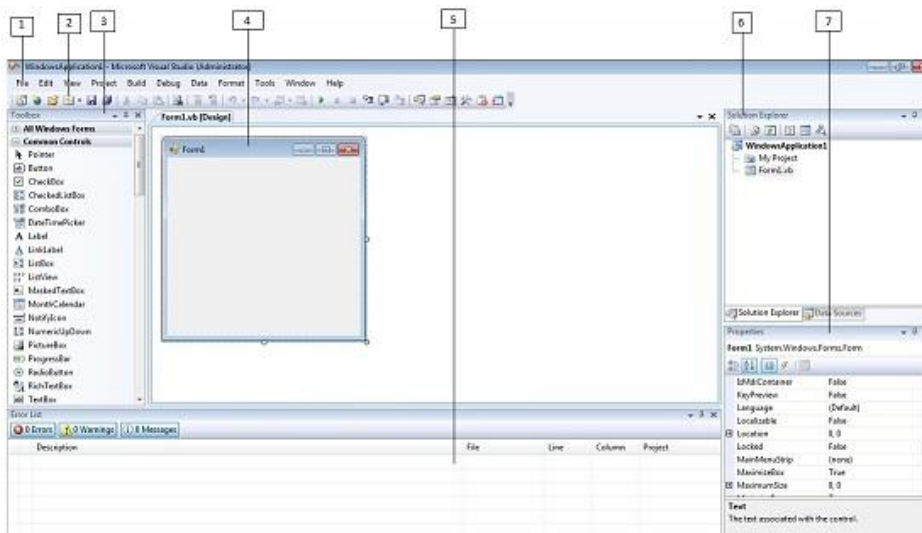 1 2 3 4 5 6 7
WindowsApplication1 - Microsoft Visual Studio (Administrator)
File Edit View Project Build Debug Data Format Tools Window Help
Toolbox
All Windows Forms
Common Controls
Pointer
Button
CheckBox
CheckedListBox
ComboBox
DateTimePicker
Label
LinkLabel
ListBox
ListView
MaskedTextBox
MonthCalendar
NotifyIcon
NumericUpDown
PictureBox
ProgressBar
RadioButton
RichTextBox
TextBox
Form1.vb [Design]
Form1
Solution Explorer
WindowsApplication1
My Project
Form1.vb
Solution Explorer Data Sources
Properties
Form1 System.Windows.Forms.Form
IsMdiContainer False
KeyPreview False
Language (Default)
Localizable False
Location 0, 0
Locked False
MainMenuStrip (none)
MaximizeBox True
MaximumSize 0, 0
Text
The text associated with the control.
Error List
0 Errors 0 Warnings 0 Messages
Description File Line Column Project